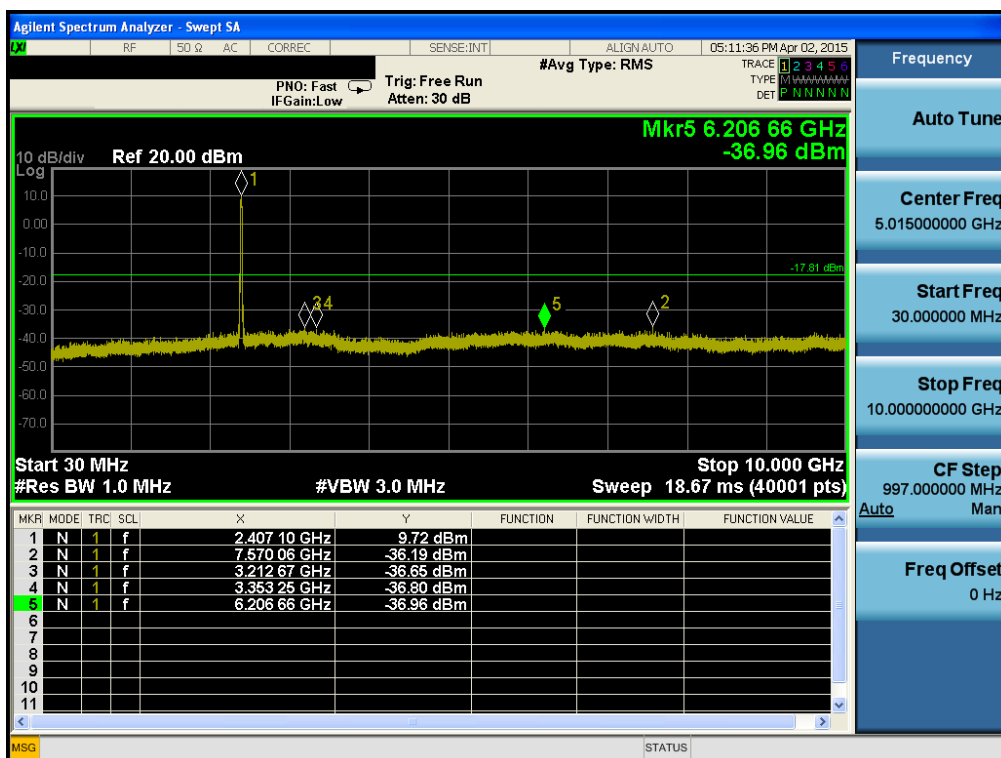 Agilent Spectrum Analyzer - Swept SA
LXI RF 50 Ω AC CORREC SENSE:INT ALIGN AUTO 05:11:36 PM Apr 02, 2015
Frequency
#Avg Type: RMS
TRACE 1 2 3 4 5 6
PNO: Fast Trig: Free Run
TYPE M WWWWW
IFGain:Low Atten: 30 dB
DET P N N N N N
Auto Tune
Mkr5 6.206 66 GHz
10 dB/div Ref 20.00 dBm -36.96 dBm
Log
1
10.0
0.00
-10.0
-17.81 dBm
-20.0
3 4 5 2
-30.0
-40.0
-50.0
-60.0
-70.0
Center Freq
5.015000000 GHz
Start Freq
30.000000 MHz
Stop Freq
10.000000000 GHz
Start 30 MHz Stop 10.000 GHz
#Res BW 1.0 MHz #VBW 3.0 MHz Sweep 18.67 ms (40001 pts)
CF Step
997.000000 MHz
Auto Man
MKR MODE TRC SCL X Y FUNCTION FUNCTION WIDTH FUNCTION VALUE
1 N 1 f 2.407 10 GHz 9.72 dBm
2 N 1 f 7.570 06 GHz -36.19 dBm
3 N 1 f 3.212 67 GHz -36.65 dBm
4 N 1 f 3.353 25 GHz -36.80 dBm
5 N 1 f 6.206 66 GHz -36.96 dBm
6
7
8
9
10
11
Freq Offset
0 Hz
MSG STATUS